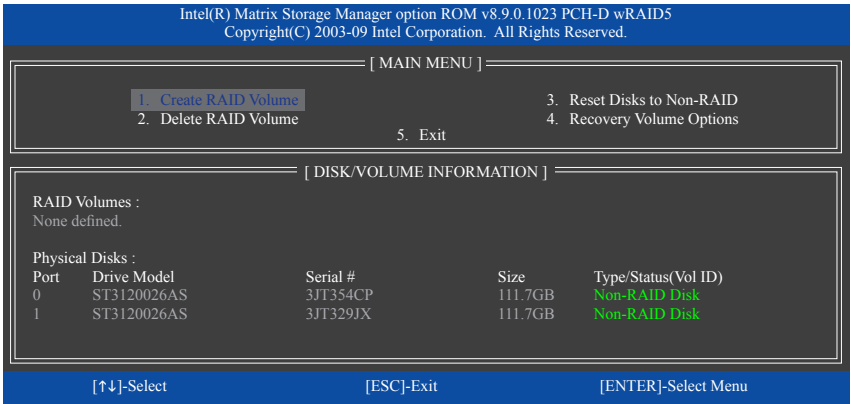 Intel(R) Matrix Storage Manager option ROM v8.9.0.1023 PCH-D wRAID5
Copyright(C) 2003-09 Intel Corporation. All Rights Reserved.
[ MAIN MENU ]
1. Create RAID Volume 3. Reset Disks to Non-RAID
2. Delete RAID Volume 4. Recovery Volume Options
5. Exit
[ DISK/VOLUME INFORMATION ]
RAID Volumes :
None defined.
Physical Disks :
Port Drive Model Serial # Size Type/Status(Vol ID)
0 ST3120026AS 3JT354CP 111.7GB Non-RAID Disk
1 ST3120026AS 3JT329JX 111.7GB Non-RAID Disk
[↑↓]-Select [ESC]-Exit [ENTER]-Select Menu